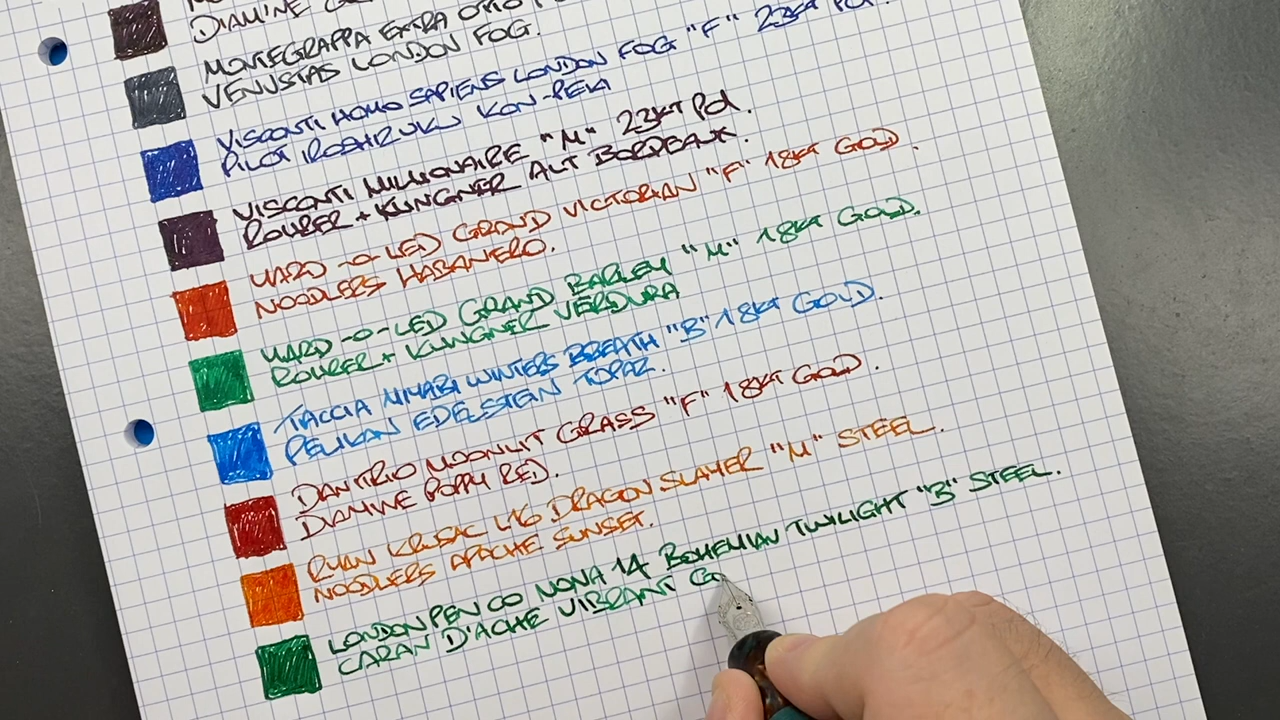 DIAMINE
MONTEGRAPPA EXTRA OTTO
VENUSTAS LONDON FOG.
VISCONTI HOMO SAPIENS LONDON FOG "F" 23KT Pd.
PILOT IROSHIZUKU KON-PEKI
VISCONTI MILLIONAIRE "M" 23KT Pd.
ROHRER + KLINGNER ALT BORDEAUX.
YARD-O-LED GRAND VICTORIAN "F" 18KT GOLD.
NOODLERS HABANERO.
YARD-O-LED GRAND BARLEY "M" 18KT GOLD.
ROHRER + KLINGNER VERDURA
TACCIA MIYABI WINTERS BREATH "B" 18KT GOLD.
PELIKAN EDELSTEIN TOPAZ.
DANITRIO MOONLIT GRASS "F" 18KT GOLD.
DIAMINE POPPY RED.
RYAN KRUSAC L16 DRAGON SLAYER "M" STEEL.
NOODLERS APACHE SUNSET.
LONDON PEN CO NONA 14 BOHEMIAN TWILIGHT "B" STEEL.
CARAN D'ACHE VIBRANT G